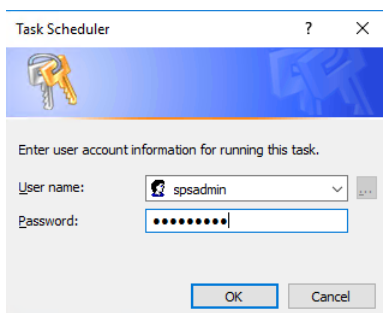 Task Scheduler ? ×
Enter user account information for running this task.
User name: spsadmin ...
Password: •••••••••
OK Cancel